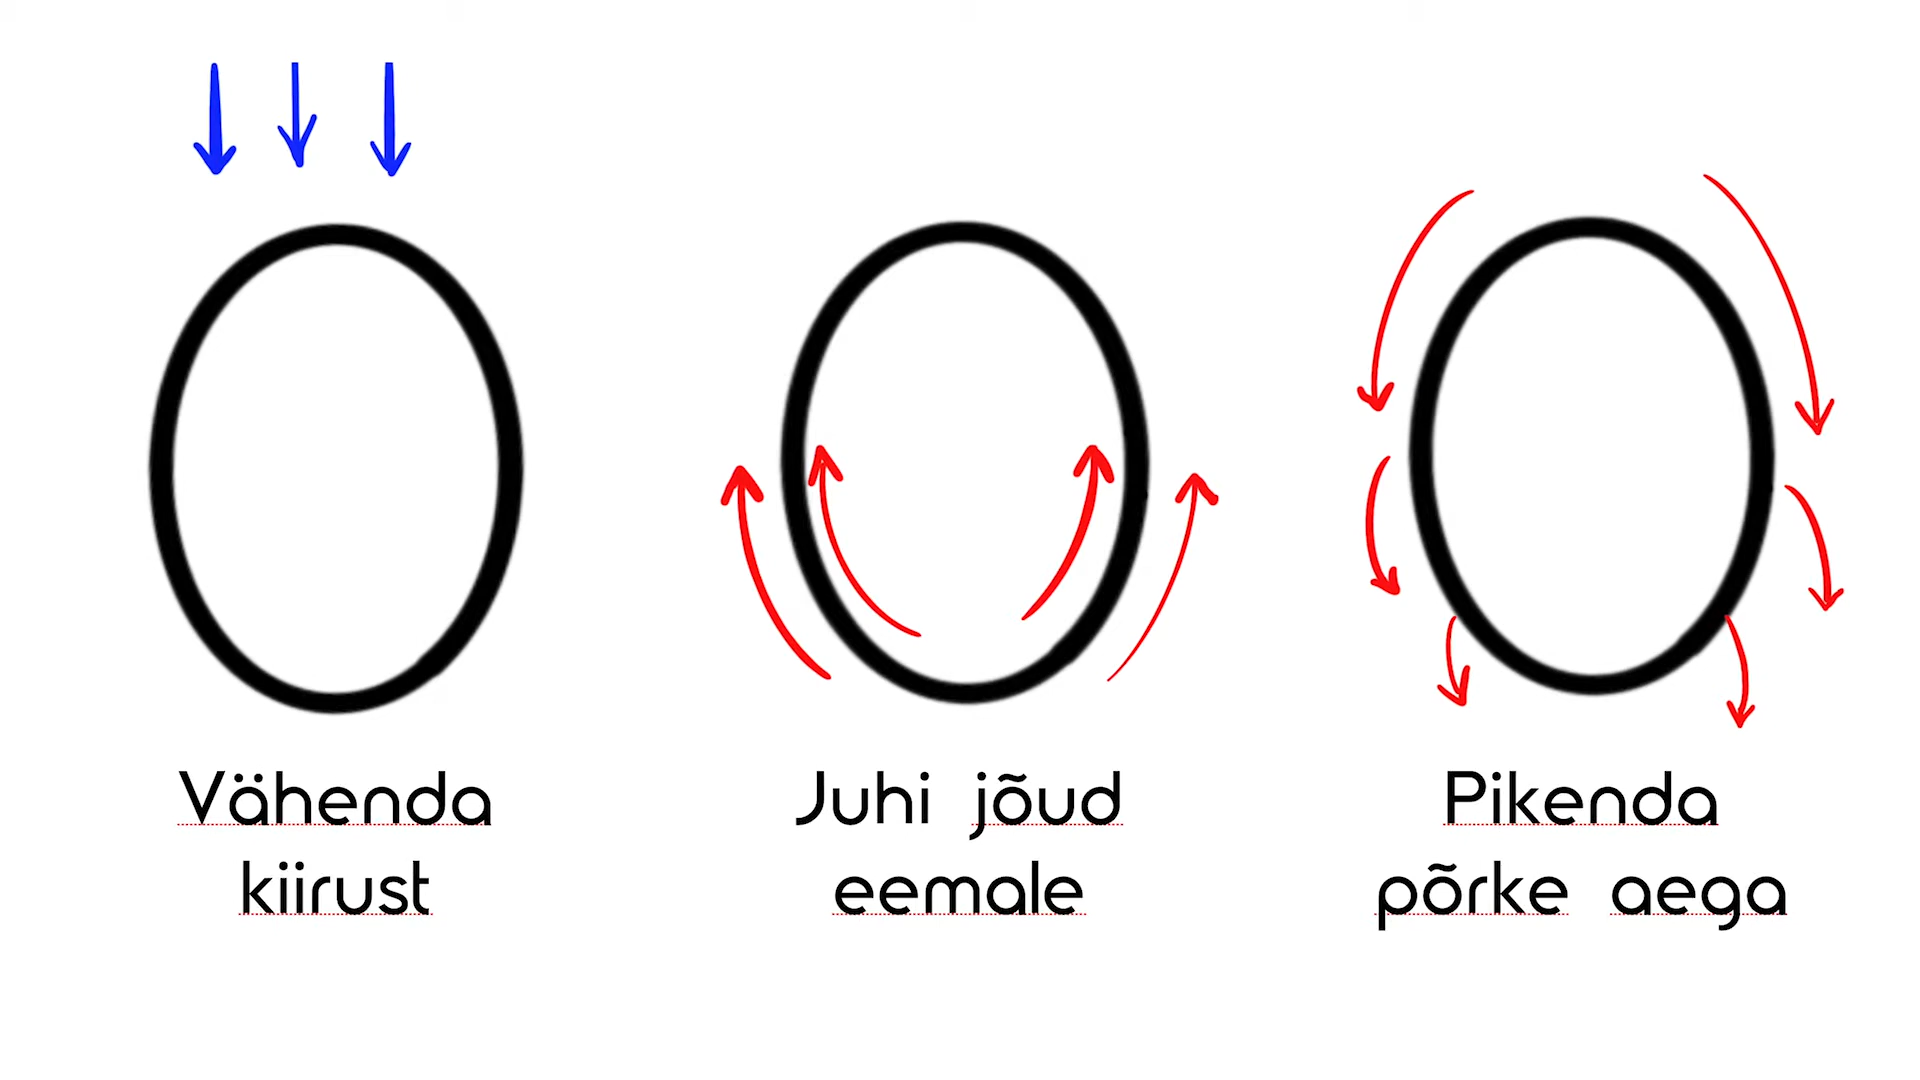 Vähenda
kiirust
Juhi jõud
eemale
Pikenda
põrke aega